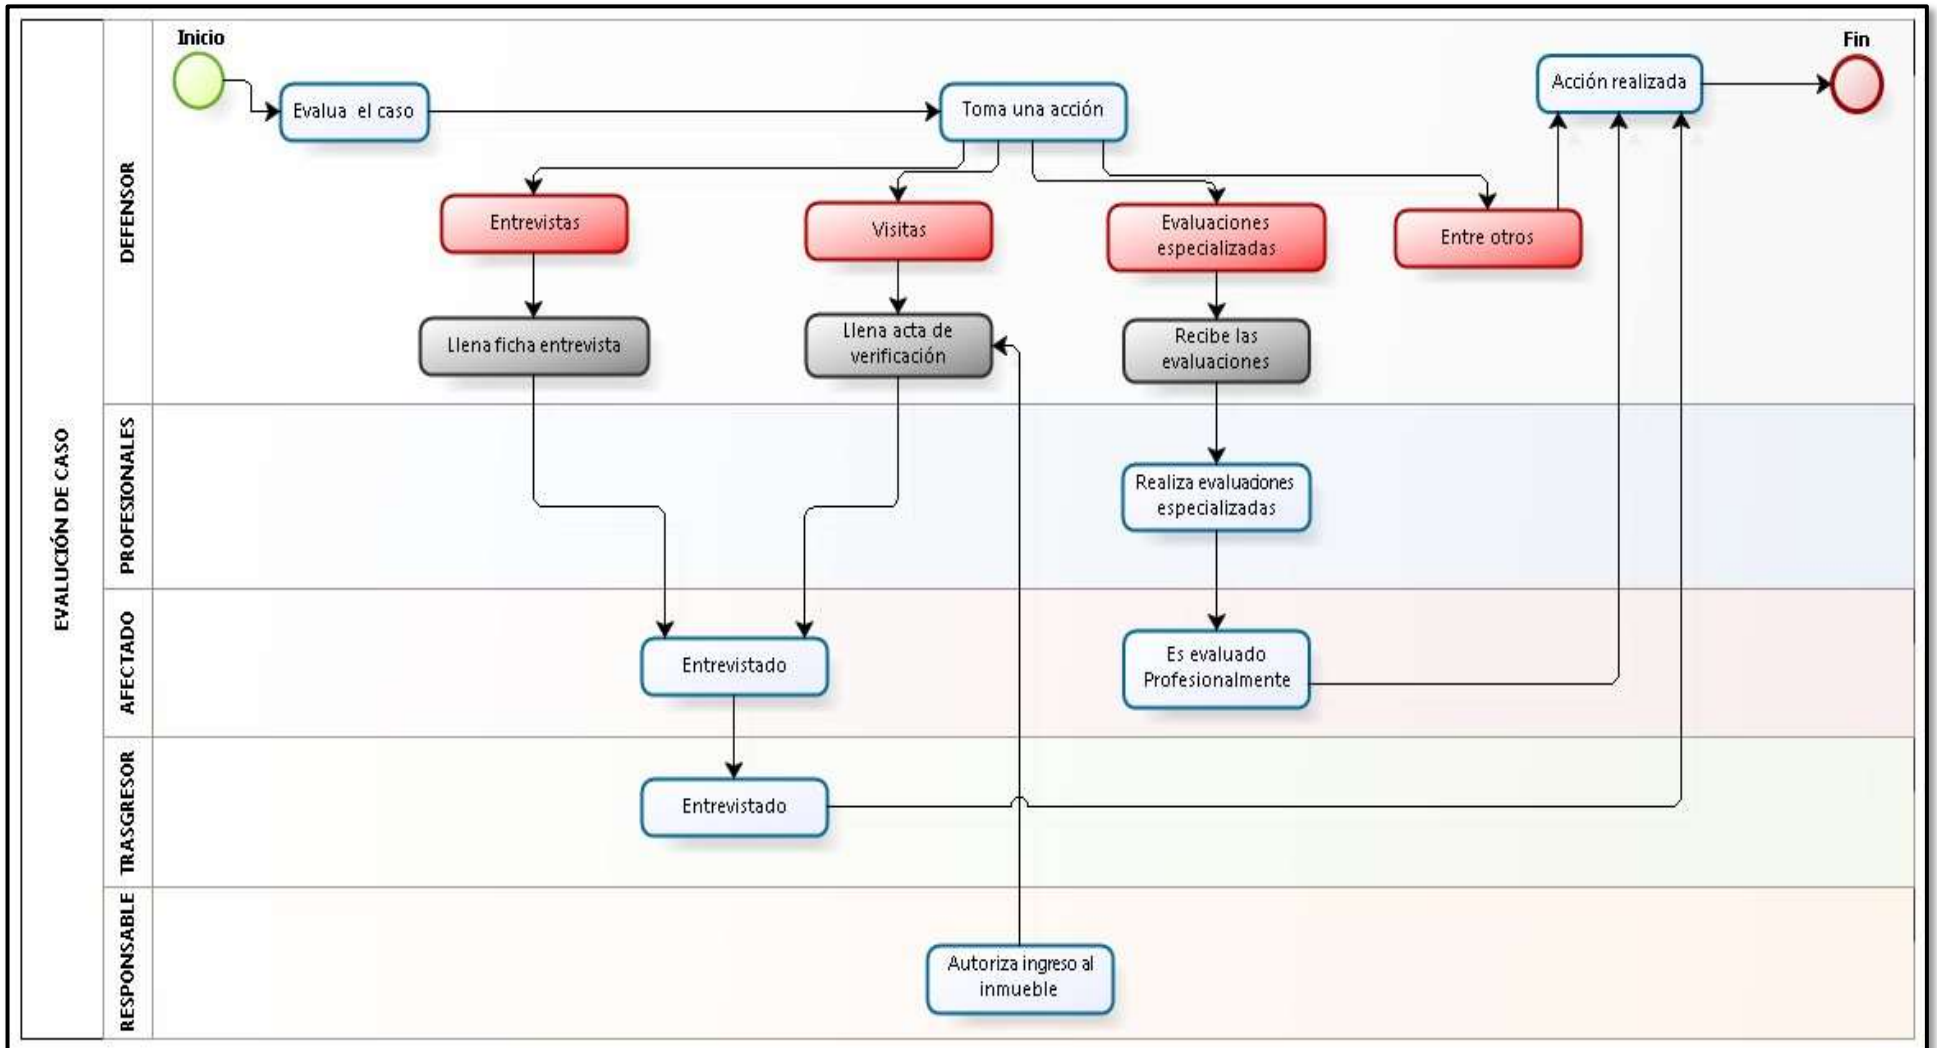 EVALUCIÓN DE CASO
DEFENSOR
Inicio
Fin
Evalua el caso
Toma una acción
Acción realizada
Entrevistas
Visitas
Evaluaciones
especializadas
Entre otros
Llena ficha entrevista
Llena acta de
verificación
Recibe las
evaluaciones
PROFESIONALES
Realiza evaluaciones
especializadas
AFECTADO
Entrevistado
Es evaluado
Profesionalmente
TRASGRESOR
Entrevistado
RESPONSABLE
Autoriza ingreso al
inmueble